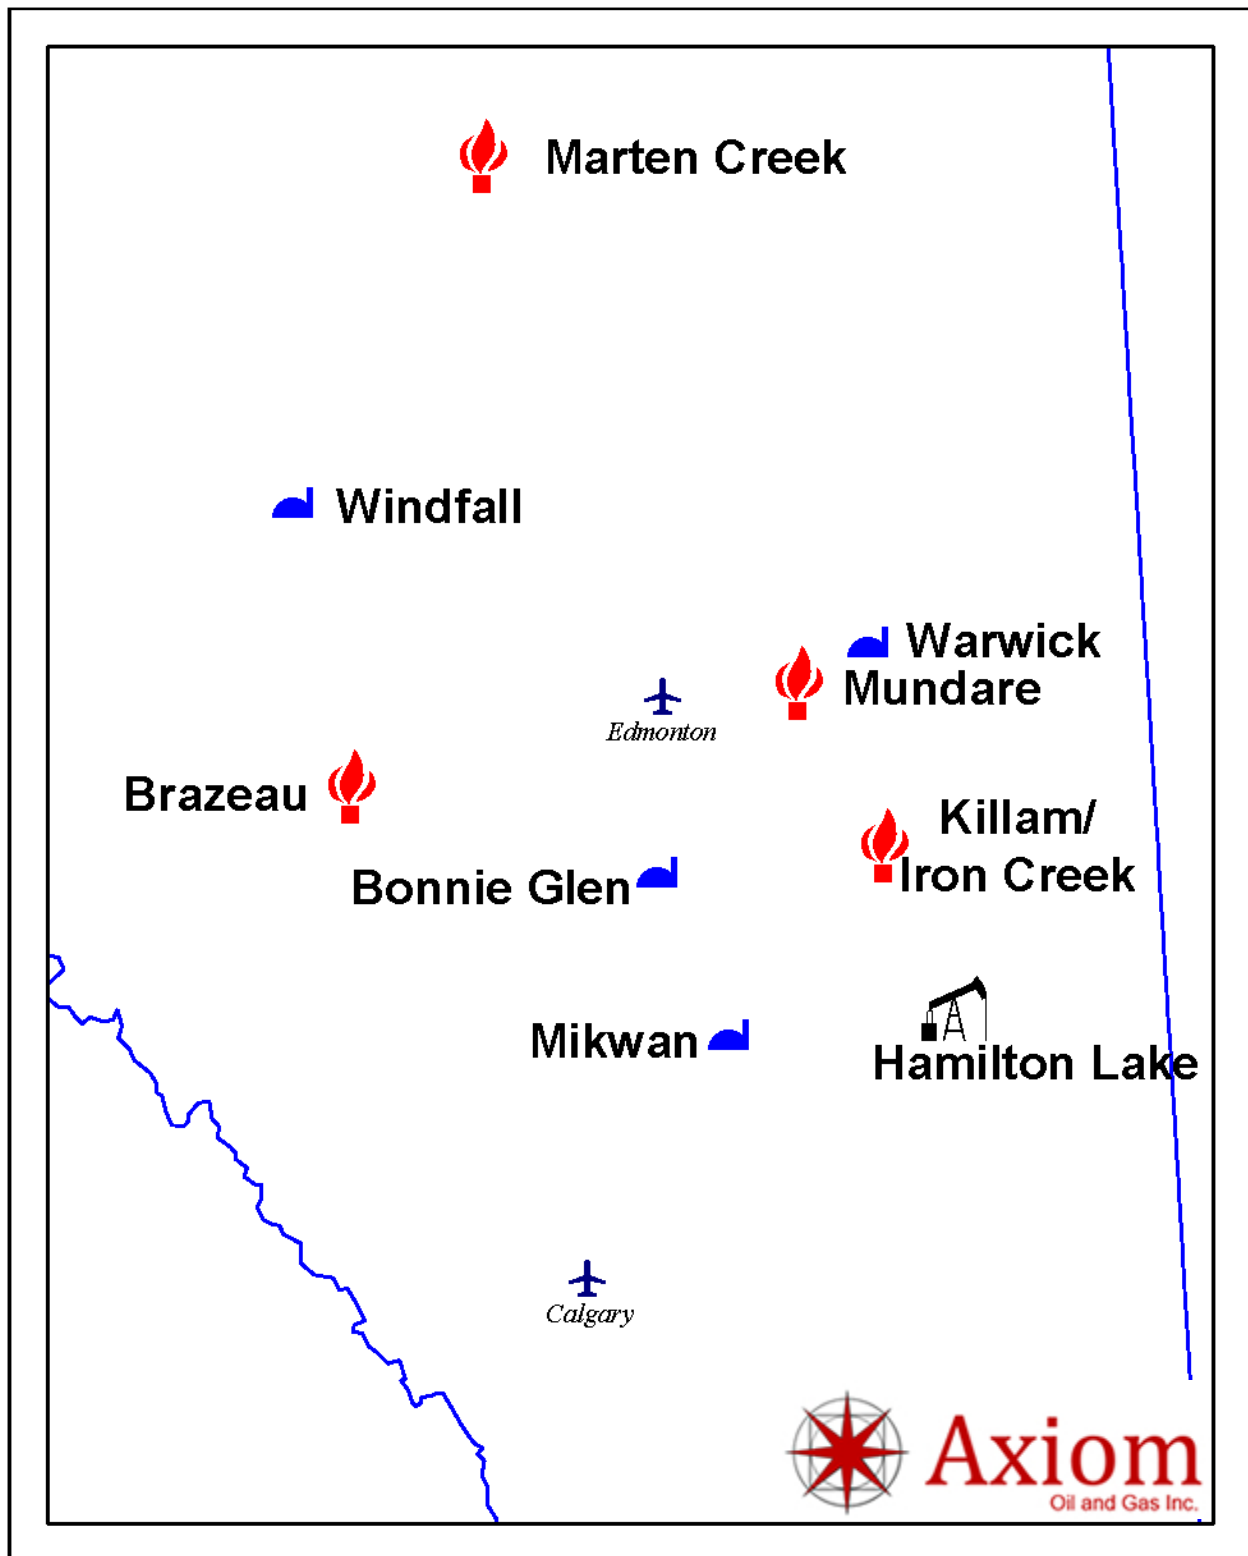 Marten Creek
Windfall
Warwick
Mundare
Edmonton
Brazeau
Killam/
Iron Creek
Bonnie Glen
Mikwan
Hamilton Lake
Calgary
Axiom
Oil and Gas Inc.